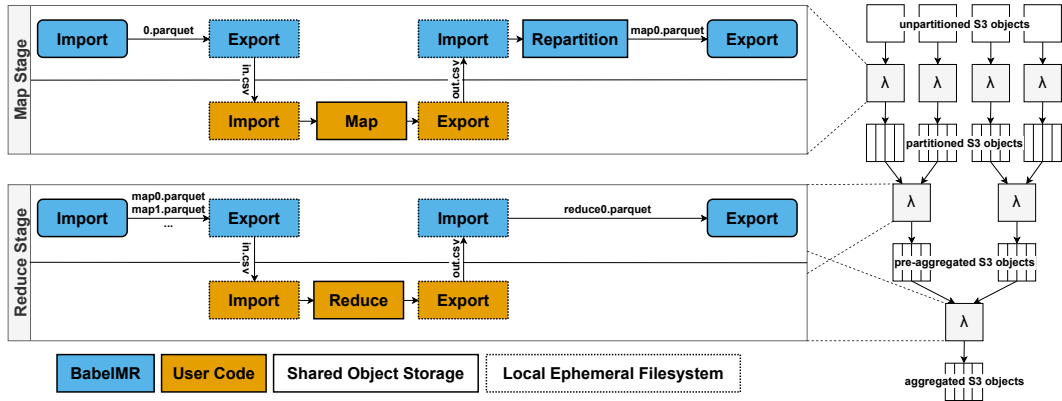 Map Stage
Import
0.parquet
Export
Import
Repartition
map0.parquet
Export
in.csv
out.csv
Import
Map
Export
Reduce Stage
Import
map0.parquet
map1.parquet
...
Export
Import
reduce0.parquet
Export
in.csv
out.csv
Import
Reduce
Export
BabelMR
User Code
Shared Object Storage
Local Ephemeral Filesystem
unpartitioned S3 objects
λ
λ
λ
λ
partitioned S3 objects
λ
λ
pre-aggregated S3 objects
λ
aggregated S3 objects